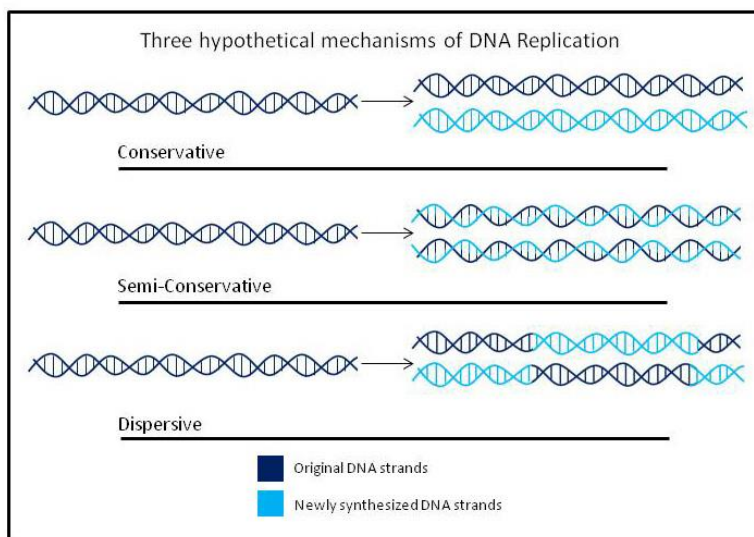 Three hypothetical mechanisms of DNA Replication
Conservative
Semi-Conservative
Dispersive
Original DNA strands
Newly synthesized DNA strands